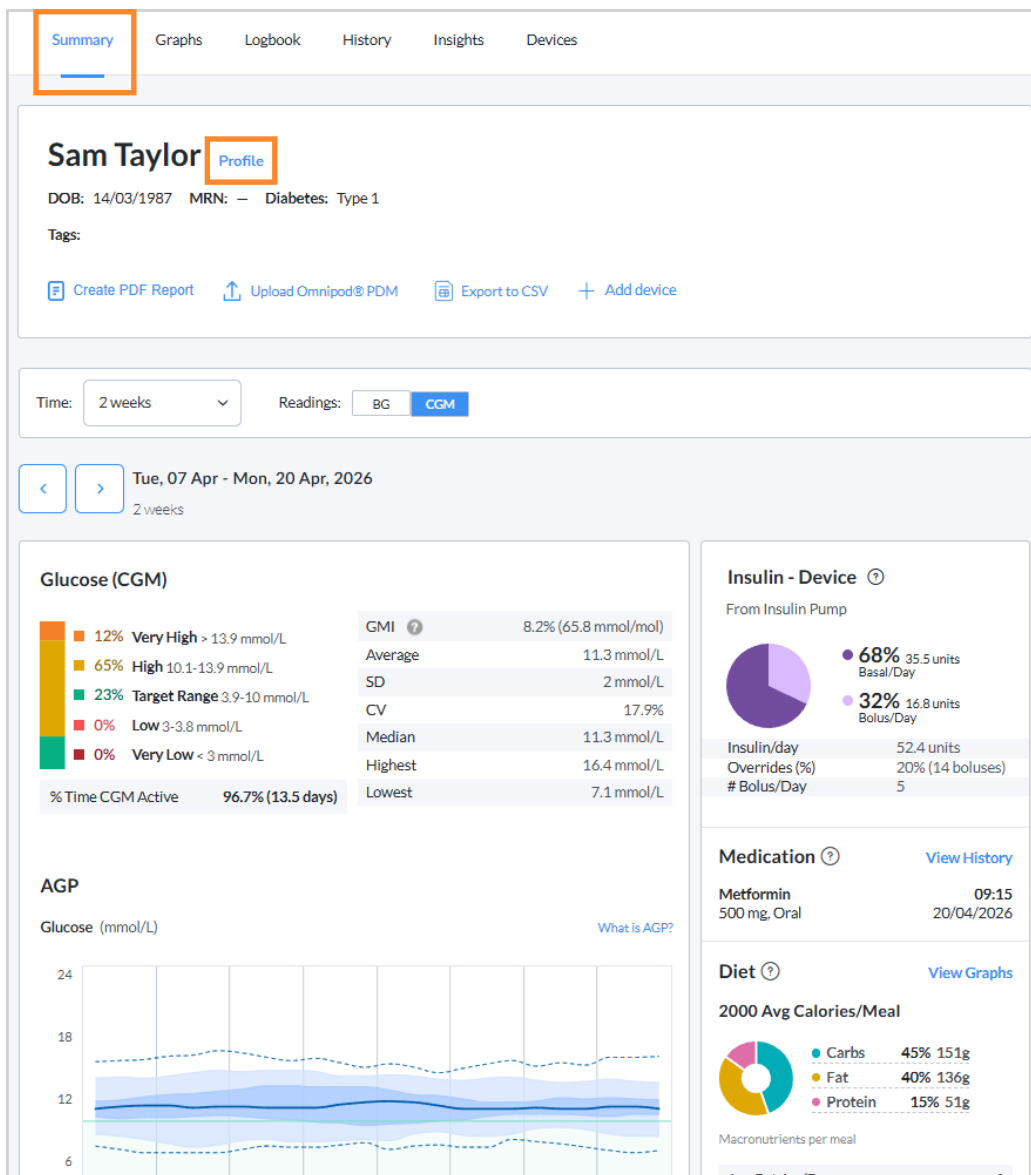 Summary Graphs Logbook History Insights Devices
Sam Taylor Profile
DOB: 14/03/1987 MRN: – Diabetes: Type 1
Tags:
Create PDF Report Upload Omnipod® PDM Export to CSV Add device
Time: 2 weeks Readings: BG CGM
Tue, 07 Apr - Mon, 20 Apr, 2026
2 weeks
Glucose (CGM)
12% Very High > 13.9 mmol/L
65% High 10.1-13.9 mmol/L
23% Target Range 3.9-10 mmol/L
0% Low 3-3.8 mmol/L
0% Very Low < 3 mmol/L
% Time CGM Active 96.7% (13.5 days)
GMI ? 8.2% (65.8 mmol/mol)
Average 11.3 mmol/L
SD 2 mmol/L
CV 17.9%
Median 11.3 mmol/L
Highest 16.4 mmol/L
Lowest 7.1 mmol/L
AGP
Glucose (mmol/L) What is AGP?
24
18
12
6
Insulin - Device ?
From Insulin Pump
68% 35.5 units
Basal/Day
32% 16.8 units
Bolus/Day
Insulin/day 52.4 units
Overrides (%) 20% (14 boluses)
# Bolus/Day 5
Medication ? View History
Metformin 09:15
500 mg, Oral 20/04/2026
Diet ? View Graphs
2000 Avg Calories/Meal
Carbs 45% 151g
Fat 40% 136g
Protein 15% 51g
Macronutrients per meal